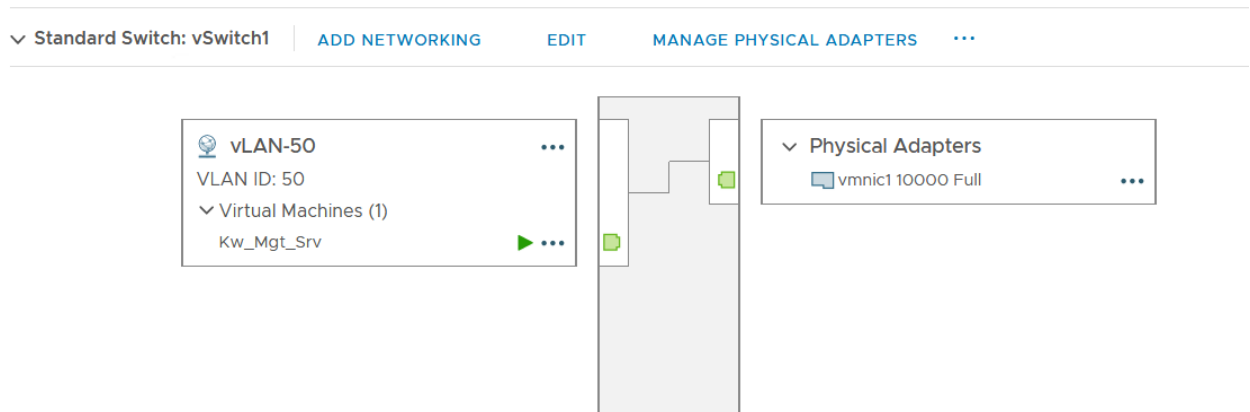 Standard Switch: vSwitch1 ADD NETWORKING EDIT MANAGE PHYSICAL ADAPTERS ...
vLAN-50 ...
VLAN ID: 50
Virtual Machines (1)
Kw_Mgt_Srv ...
Physical Adapters
vmnic1 10000 Full ...